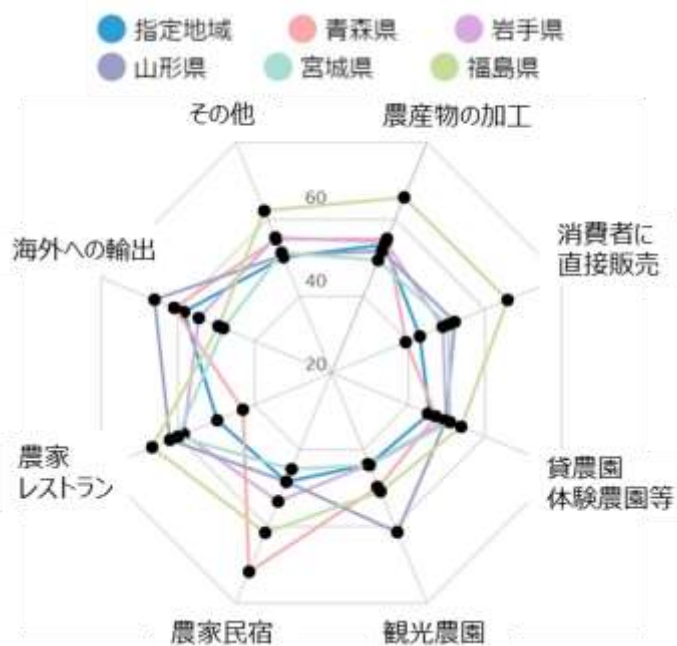 指定地域 青森県 岩手県
山形県 宮城県 福島県
その他
農産物の加工
60
消費者に
直接販売
海外への輸出
40
20
農家
レストラン
貸農園
体験農園等
農家民宿
観光農園